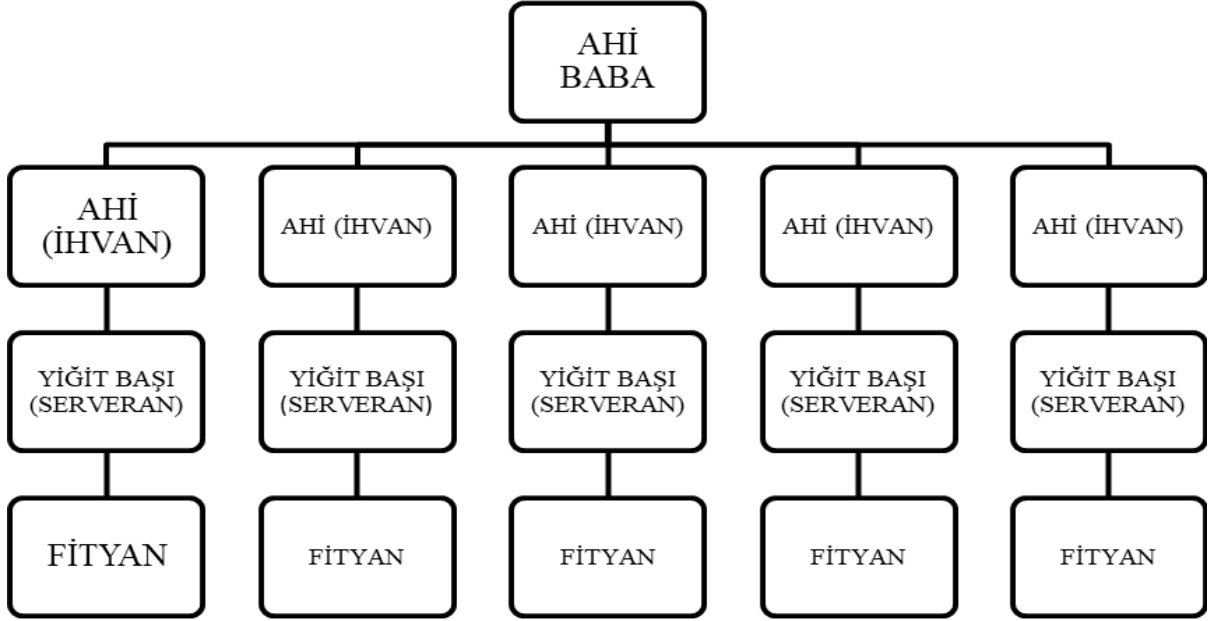 AHİ
BABA
AHİ
(İHVAN)
AHİ (İHVAN)
AHİ (İHVAN)
AHİ (İHVAN)
AHİ (İHVAN)
YİĞİT BAŞI
(SERVERAN)
YİĞİT BAŞI
(SERVERAN)
YİĞİT BAŞI
(SERVERAN)
YİĞİT BAŞI
(SERVERAN)
YİĞİT BAŞI
(SERVERAN)
FİTYAN
FİTYAN
FİTYAN
FİTYAN
FİTYAN